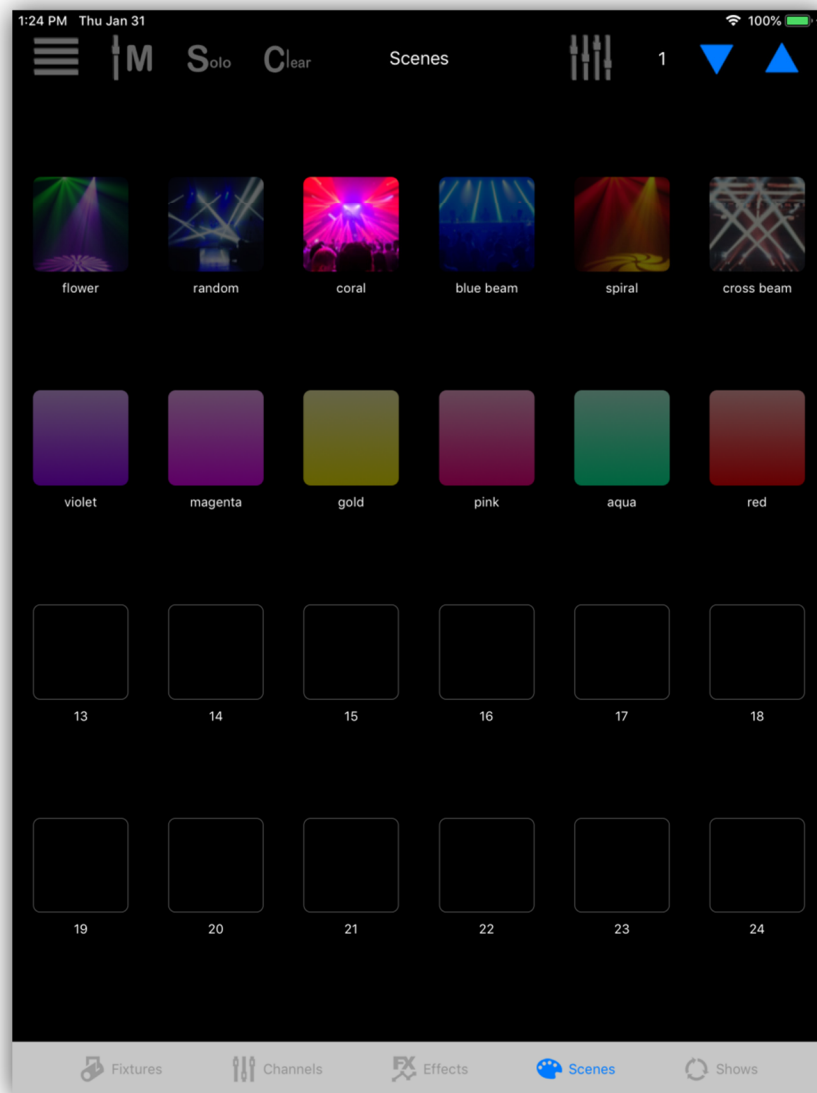 1:24 PM Thu Jan 31 100%
M Solo Clear Scenes 1
flower random coral blue beam spiral cross beam
violet magenta gold pink aqua red
13 14 15 16 17 18
19 20 21 22 23 24
Fixtures Channels FX Effects Scenes Shows